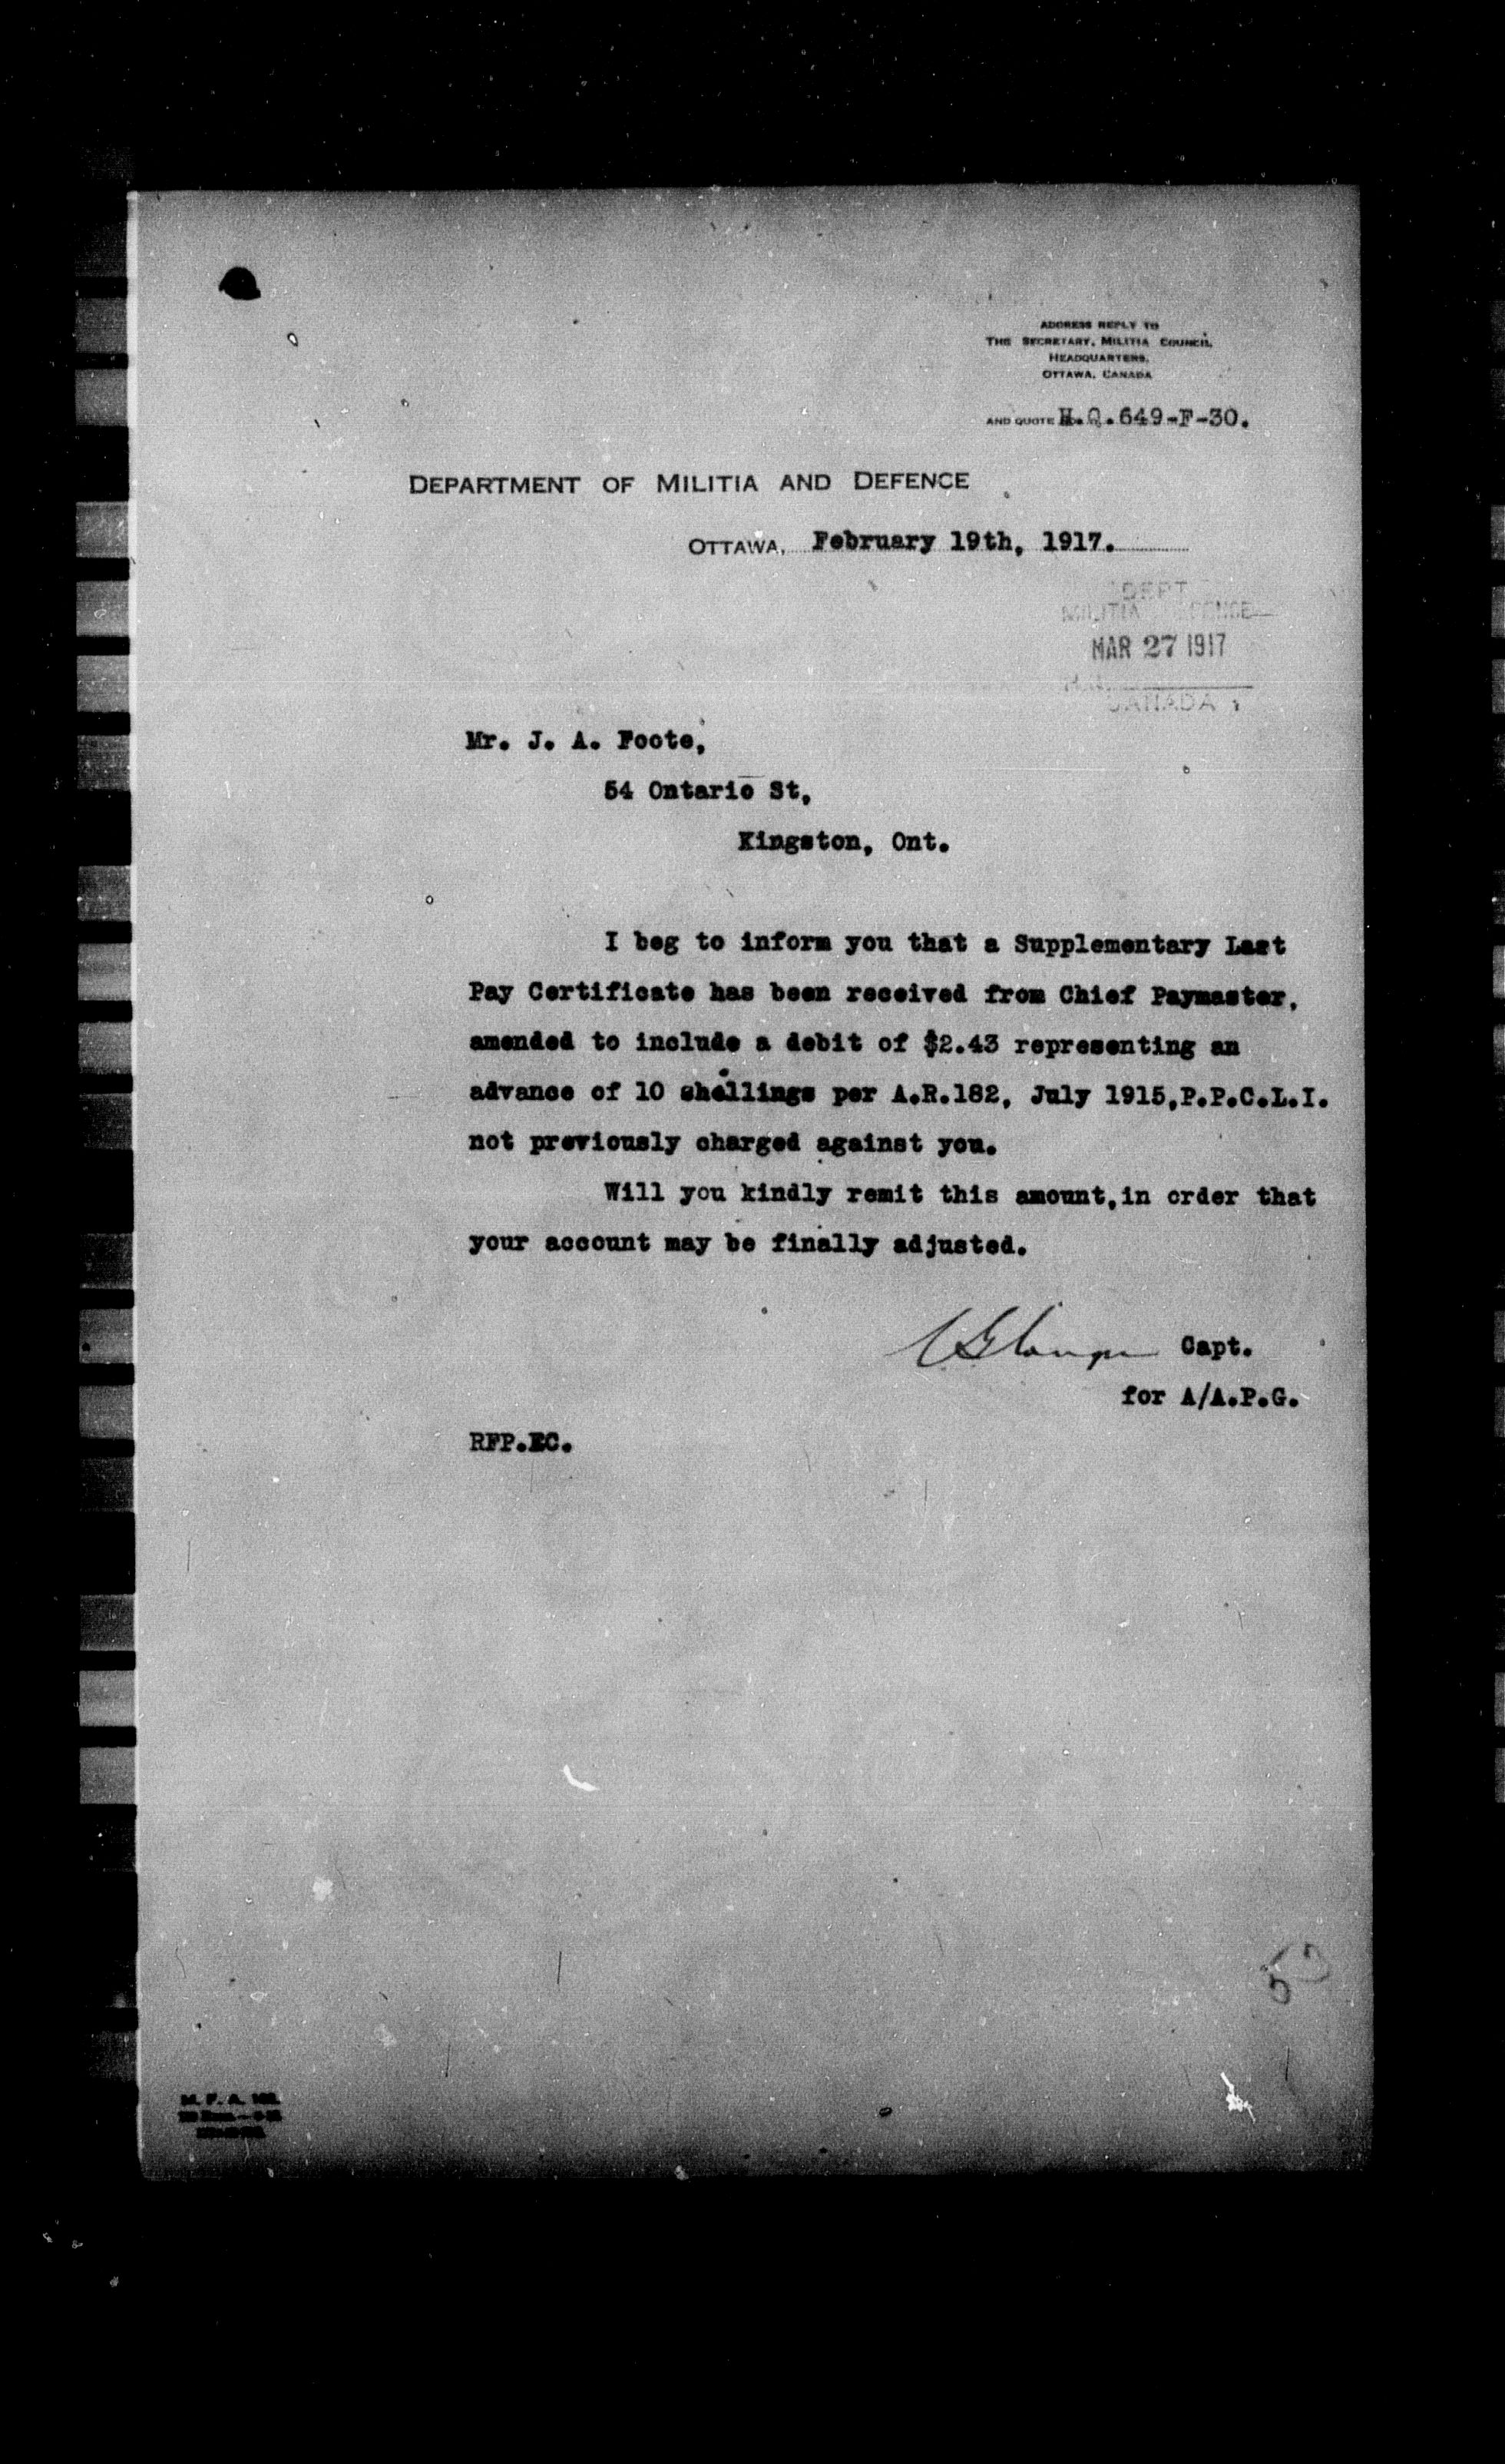 ADDRESS REPLY TO
THE SECRETARY, MILITIA COUNCIL,
HEADQUARTERS,
OTTAWA, CANADA
AND QUOTE H.Q.649-F-30.
DEPARTMENT OF MILITIA AND DEFENCE
OTTAWA, February 19th, 1917.
DEPT
MILITIA
MAR 27 1917
CANADA
Mr. J. A. Foote,
54 Ontario St,
Kingston, Ont.
I beg to inform you that a Supplementary Last
Pay Certificate has been received from Chief Paymaster,
amended to include a debit of $2.43 representing an
advance of 10 shellings per A.R.182, July 1915,P.P.C.L.I.
not previously charged against you.
Will you kindly remit this amount,in order that
your account may be finally adjusted.
Capt.
for A/A.P.G.
RFP.EC.